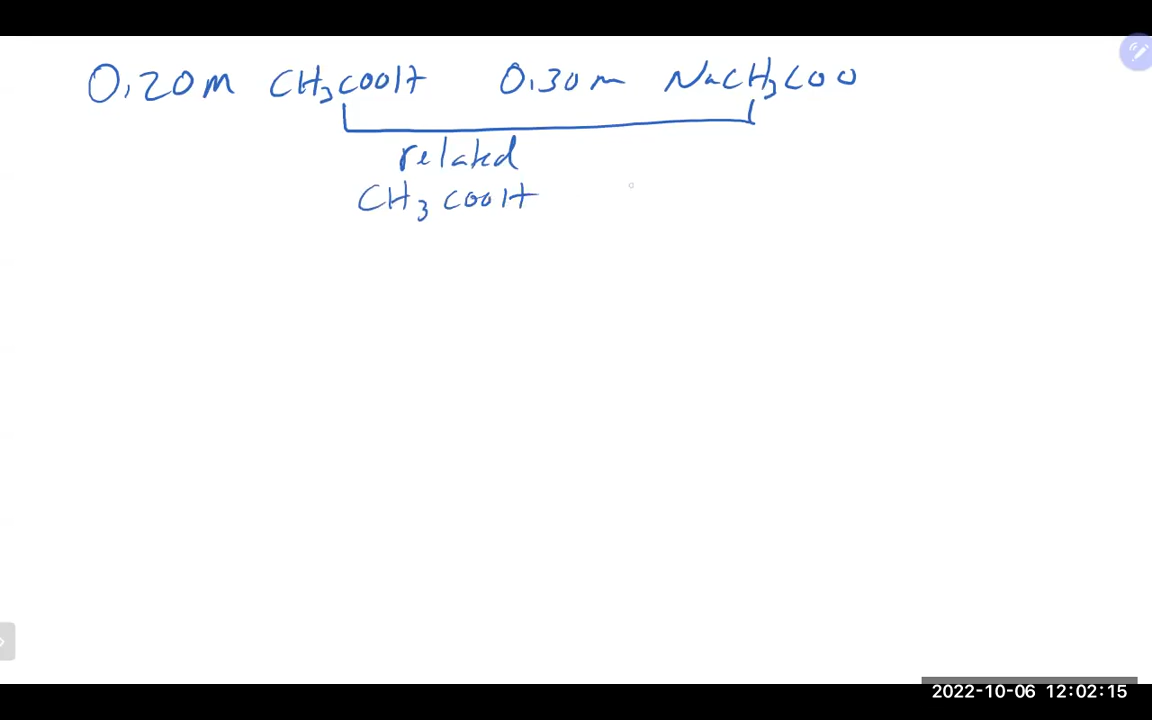 0.20 M CH₃COOH 0.30 M NaCH₃COO
related
CH₃COOH
2022-10-06 12:02:15